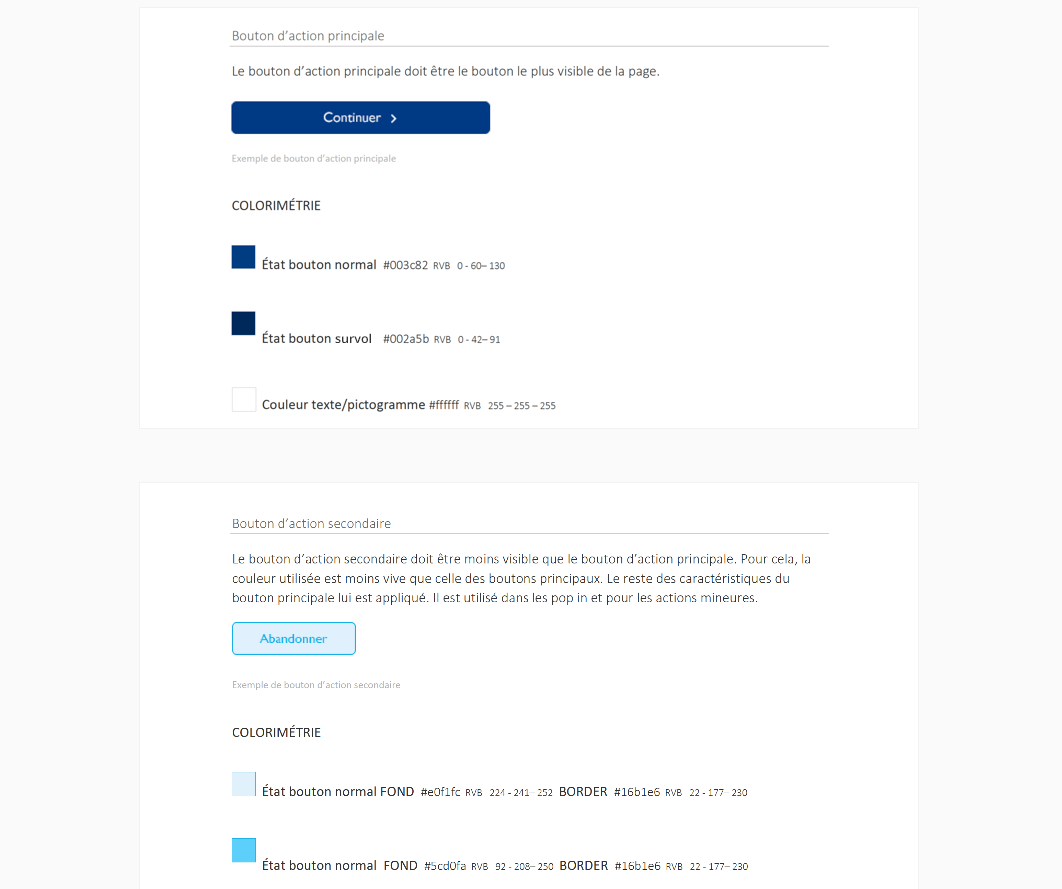 Bouton d'action principale
Le bouton d'action principale doit être le bouton le plus visible de la page.
Continuer >
Exemple de bouton d'action principale
COLORIMÉTRIE
État bouton normal #003c82 RVB 0 - 60– 130
État bouton survol #002a5b RVB 0 - 42– 91
Couleur texte/pictogramme #ffffff RVB 255 – 255 – 255
Bouton d'action secondaire
Le bouton d'action secondaire doit être moins visible que le bouton d'action principale. Pour cela, la
couleur utilisée est moins vive que celle des boutons principaux. Le reste des caractéristiques du
bouton principale lui est appliqué. Il est utilisé dans les pop in et pour les actions mineures.
Abandonner
Exemple de bouton d'action secondaire
COLORIMÉTRIE
État bouton normal FOND #e0f1fc RVB 224 - 241– 252 BORDER #16b1e6 RVB 22 - 177– 230
État bouton normal FOND #5cd0fa RVB 92 - 208– 250 BORDER #16b1e6 RVB 22 - 177– 230